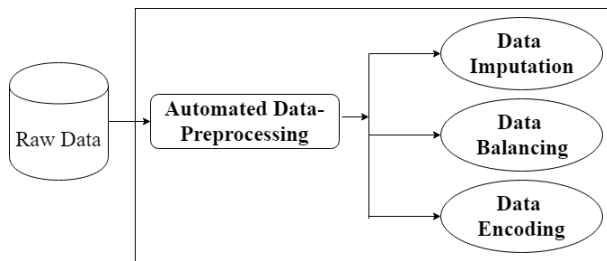 Raw Data
Automated Data-
Preprocessing
Data
Imputation
Data
Balancing
Data
Encoding